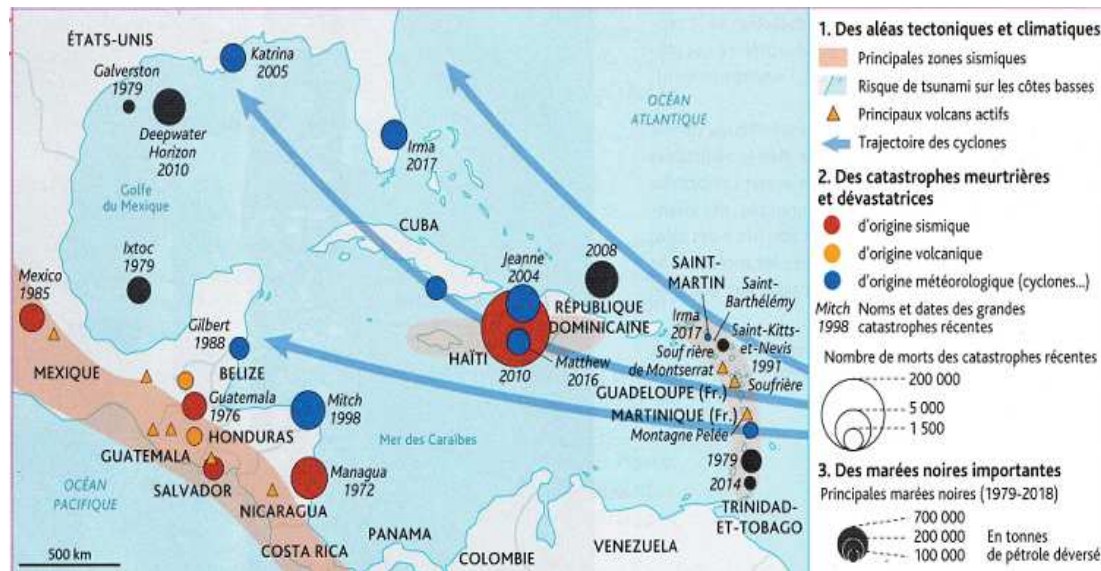 ÉTATS-UNIS
Katrina
2005
Galverston
1979
Deepwater
Horizon
2010
Golfe
du Mexique
Irma
2017
OCÉAN
ATLANTIQUE
CUBA
Ixtoc
1979
Mexico
1985
Jeanne
2004
2008
SAINT-
MARTIN
Saint-
Barthélémy
RÉPUBLIQUE
DOMINICAINE
Irma
2017
Saint-Kitts-
et-Nevis
1991
Gilbert
1988
HAÏTI
2010
Matthew
2016
Soufrière
de Montserrat
Soufrière
MEXIQUE
BELIZE
GUADELOUPE (Fr.)
Guatemala
1976
Mitch
1998
MARTINIQUE (Fr.)
Montagne Pelée
HONDURAS
Mer des Caraïbes
GUATEMALA
1979
SALVADOR
Managua
1972
2014
OCÉAN
PACIFIQUE
NICARAGUA
TRINIDAD-
ET-TOBAGO
PANAMA
VENEZUELA
COSTA RICA
COLOMBIE
500 km
1. Des aléas tectoniques et climatiques
Principales zones sismiques
Risque de tsunami sur les côtes basses
Principaux volcans actifs
Trajectoire des cyclones
2. Des catastrophes meurtrières
et dévastatrices
d'origine sismique
d'origine volcanique
d'origine météorologique (cyclones...)
Mitch Noms et dates des grandes
1998 catastrophes récentes
Nombre de morts des catastrophes récentes
200 000
5 000
1 500
3. Des marées noires importantes
Principales marées noires (1979-2018)
700 000
200 000 En tonnes
100 000 de pétrole déversé